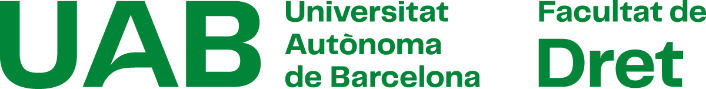 UAB
Universitat
Autònoma
de Barcelona
Facultat de
Dret